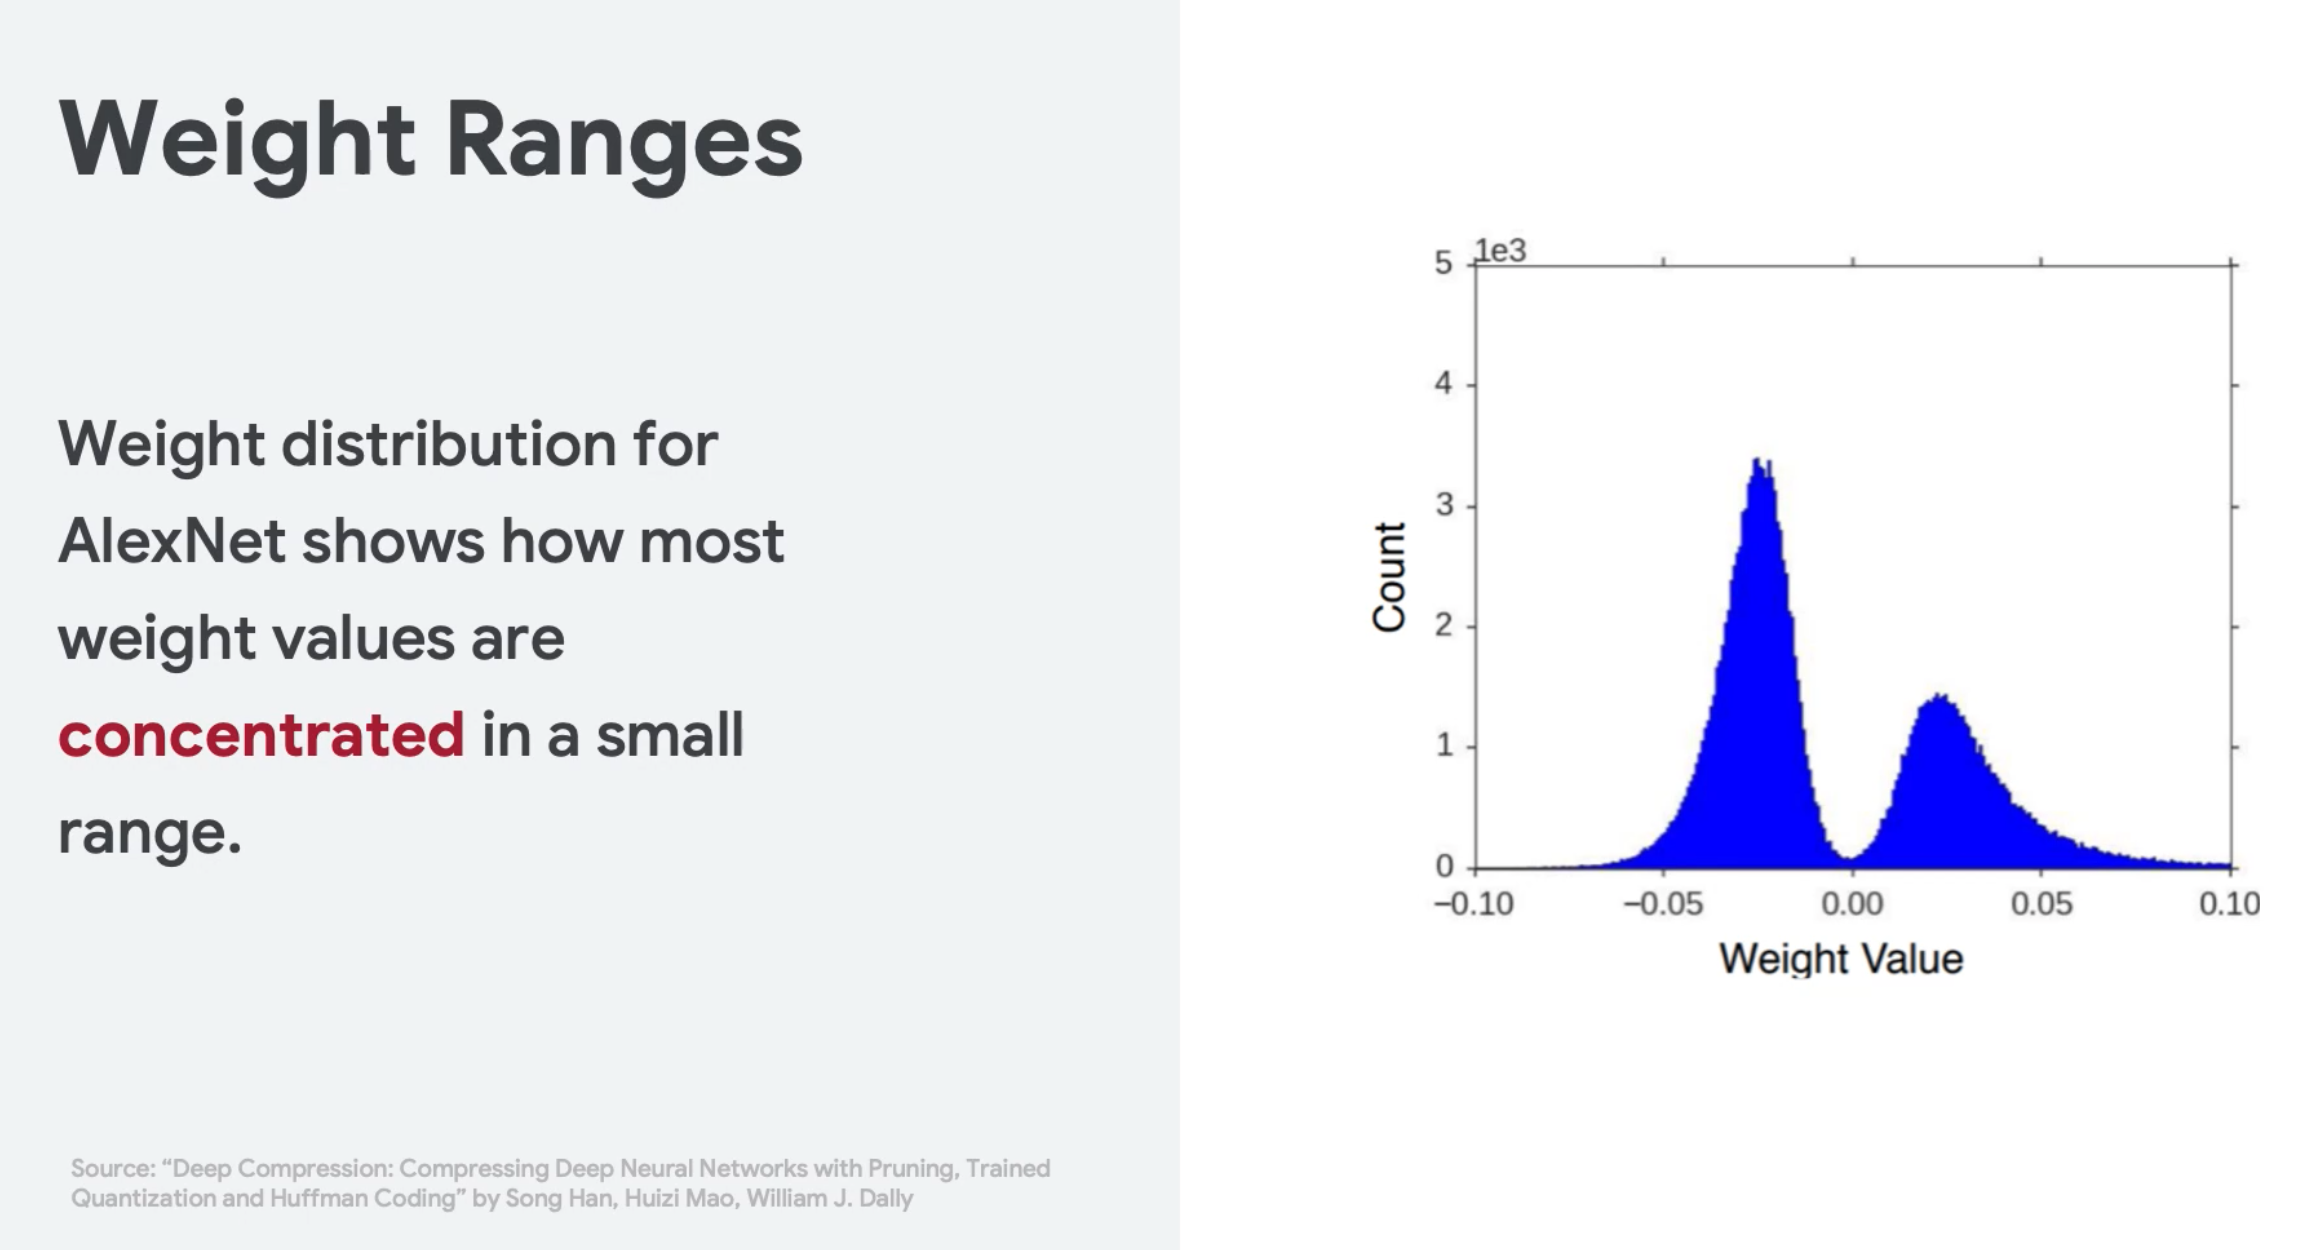 Weight Ranges
Weight distribution for
AlexNet shows how most
weight values are
concentrated in a small
range.
Source: “Deep Compression: Compressing Deep Neural Networks with Pruning, Trained
Quantization and Huffman Coding” by Song Han, Huizi Mao, William J. Dally
1e3
5
4
3
2
1
0
Count
−0.10 −0.05 0.00 0.05 0.10
Weight Value